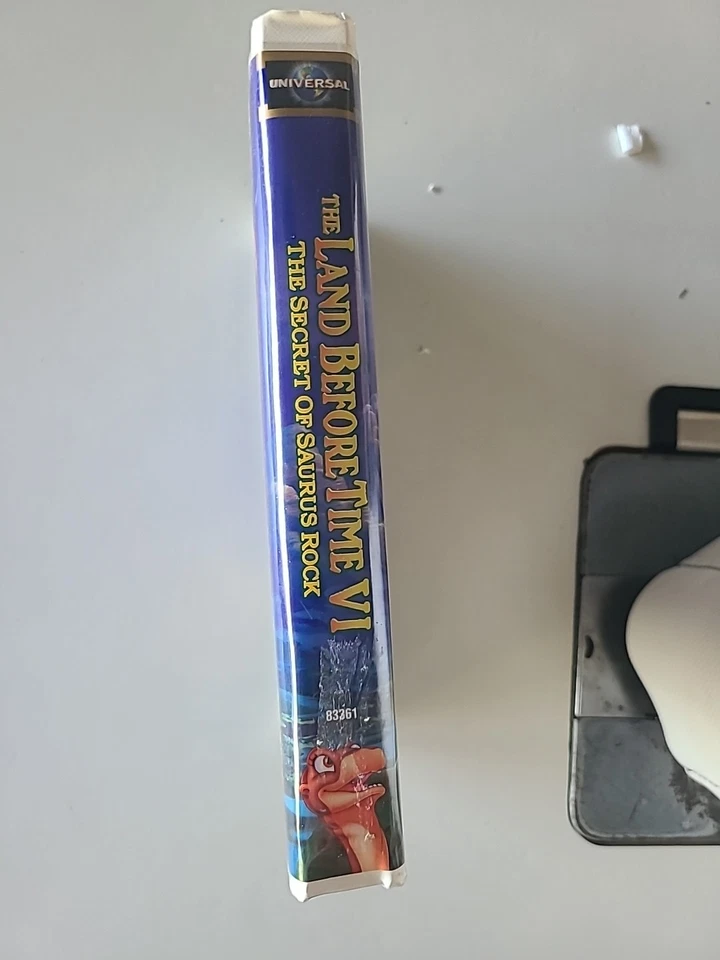 UNIVERSAL
THE LAND BEFORE TIME VI
THE SECRET OF SAURUS ROCK
83361